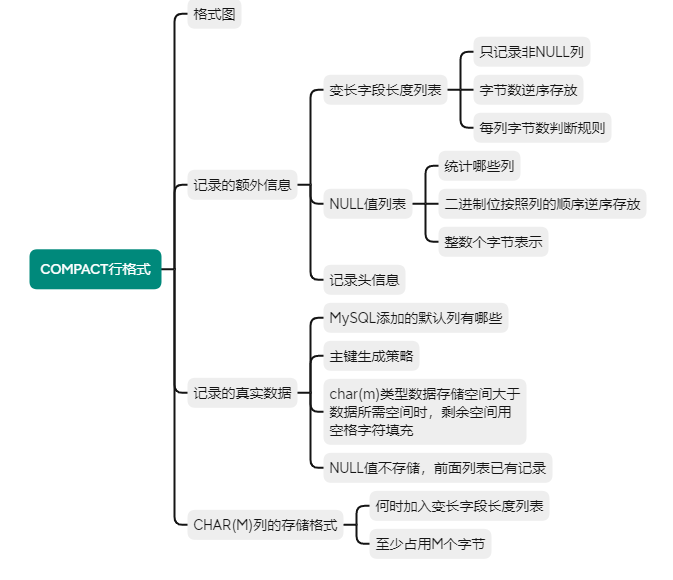 格式图
只记录非NULL列
变长字段长度列表
字节数逆序存放
每列字节数判断规则
统计哪些列
记录的额外信息
NULL值列表
二进制位按照列的顺序逆序存放
整数个字节表示
COMPACT行格式
记录头信息
MySQL添加的默认列有哪些
主键生成策略
记录的真实数据
char(m)类型数据存储空间大于
数据所需空间时，剩余空间用
空格字符填充
NULL值不存储，前面列表已有记录
何时加入变长字段长度列表
CHAR(M)列的存储格式
至少占用M个字节